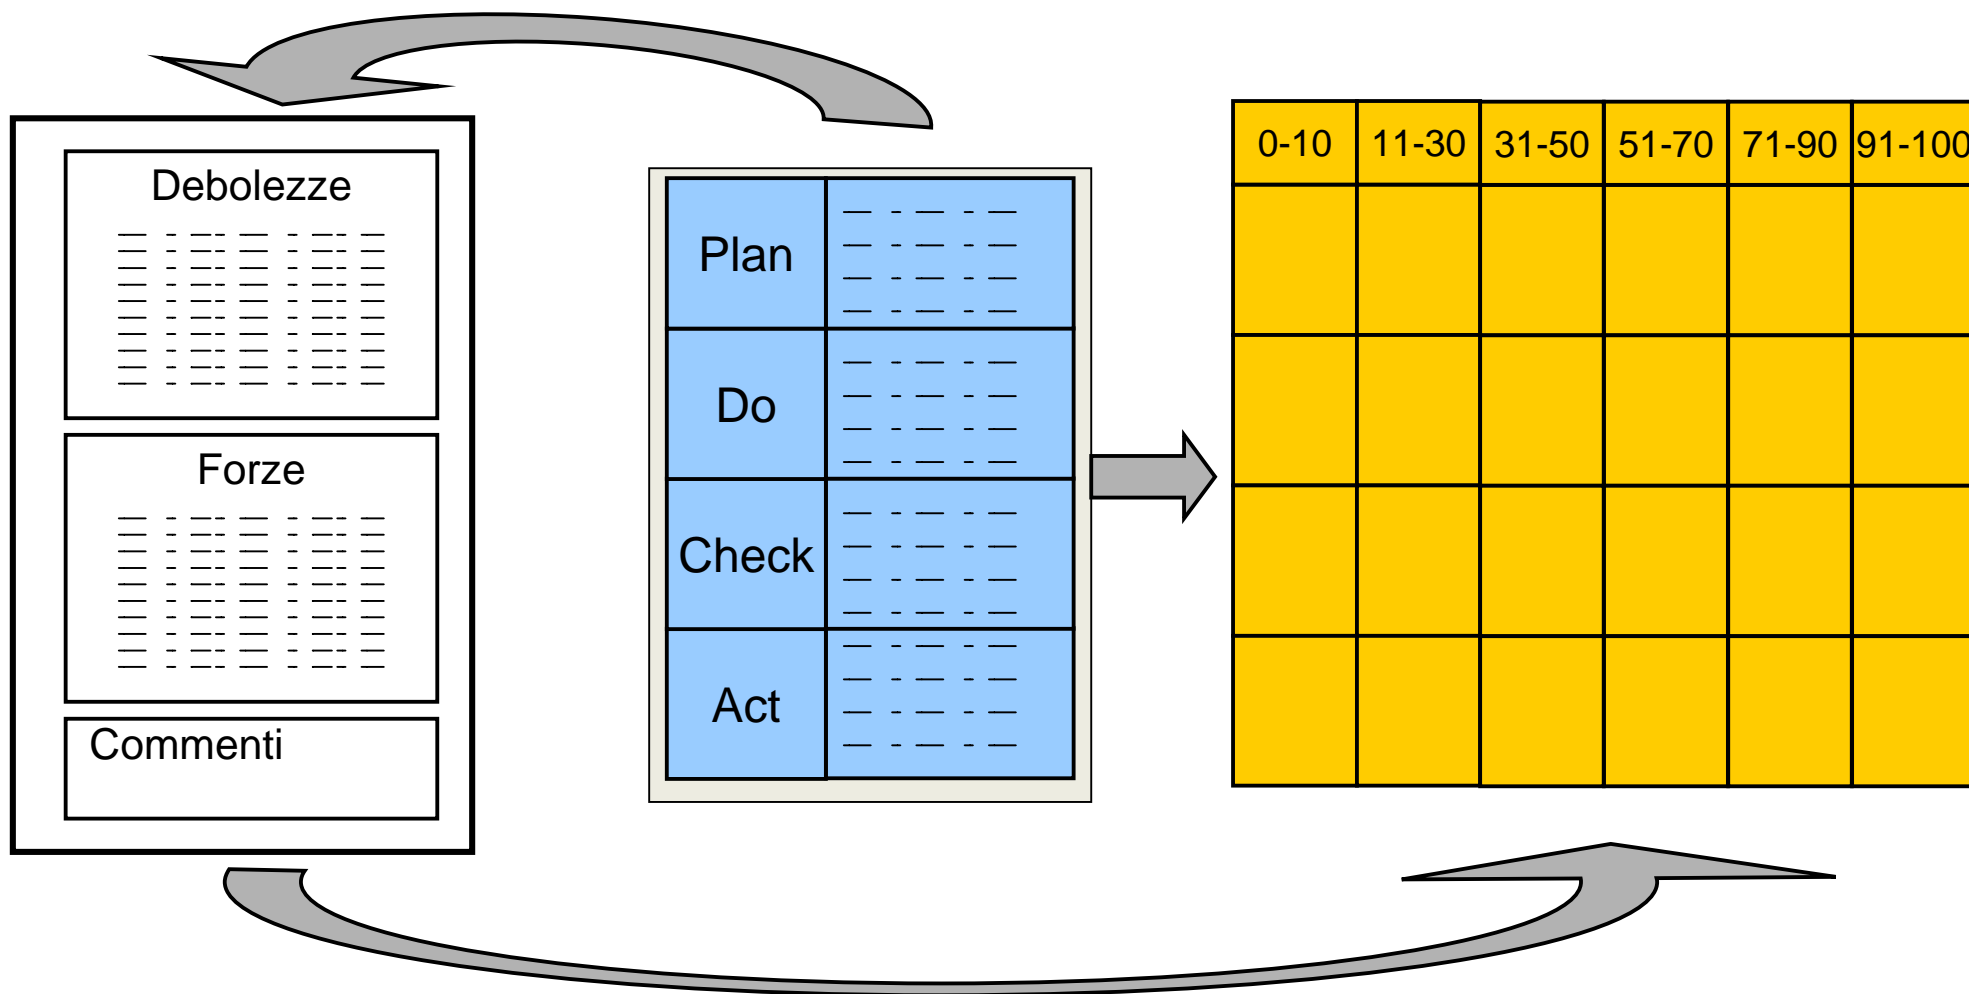 Debolezze
Forze
Commenti
Plan
Do
Check
Act
0-10 11-30 31-50 51-70 71-90 91-100